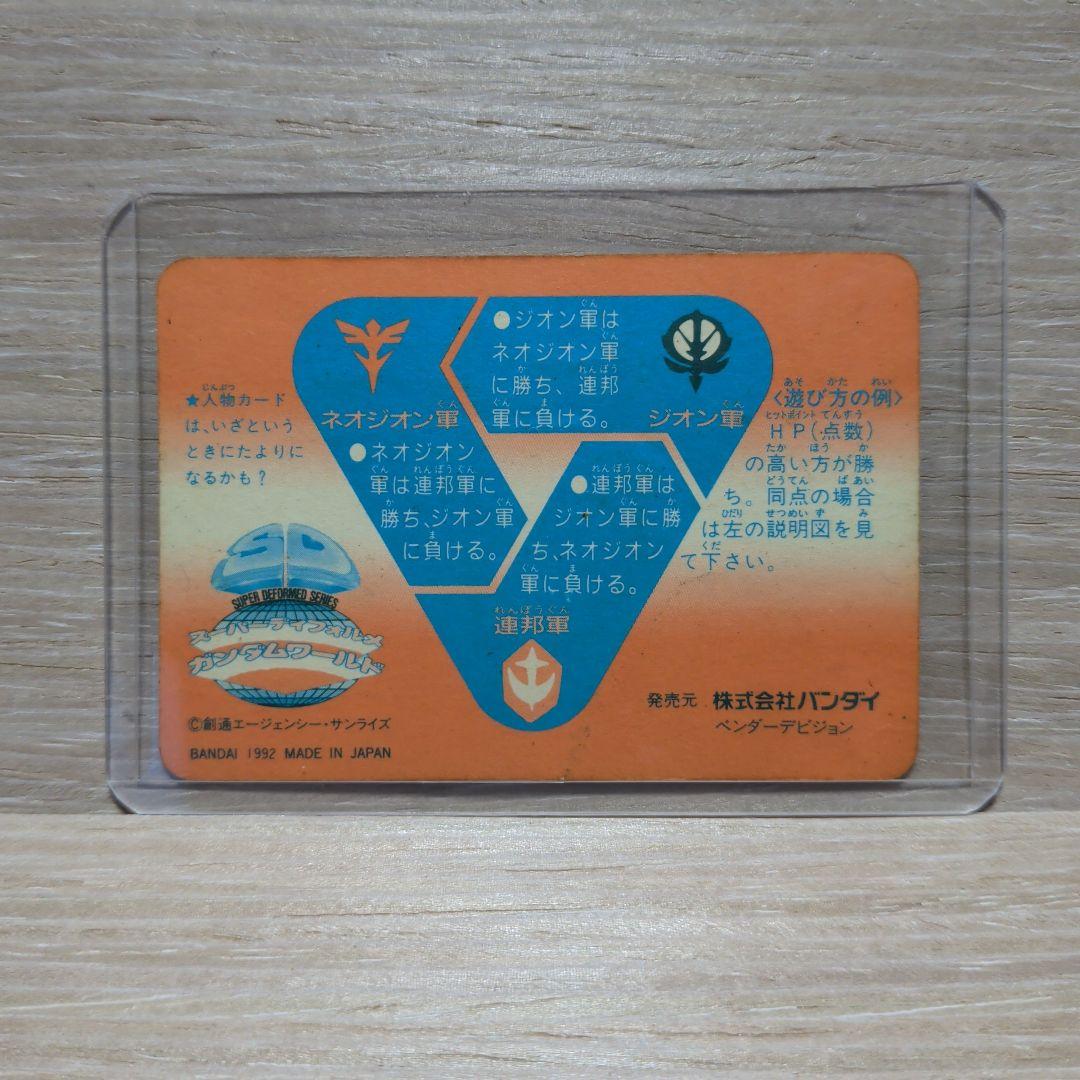 ★人物カード
は、いざという
ときにたよりに
なるかも?
ネオジオン軍
●ジオン軍は
ネオジオン軍
に勝ち、連邦
軍に負ける。
ジオン軍
●ネオジオン
軍は連邦軍に
勝ち、ジオン軍
に負ける。
●連邦軍は
ジオン軍に勝
ち、ネオジオン
軍に負ける。
連邦軍
〈遊び方の例〉
HP(点数)
の高い方が勝
ち。同点の場合
は左の説明図を見
て下さい。
SD
SUPER DEFORMED SERIES
スーパーディフォルメ
ガンダムワールド
©創通エージェンシー・サンライズ
BANDAI 1992 MADE IN JAPAN
発売元 株式会社バンダイ
ベンダーデビジョン